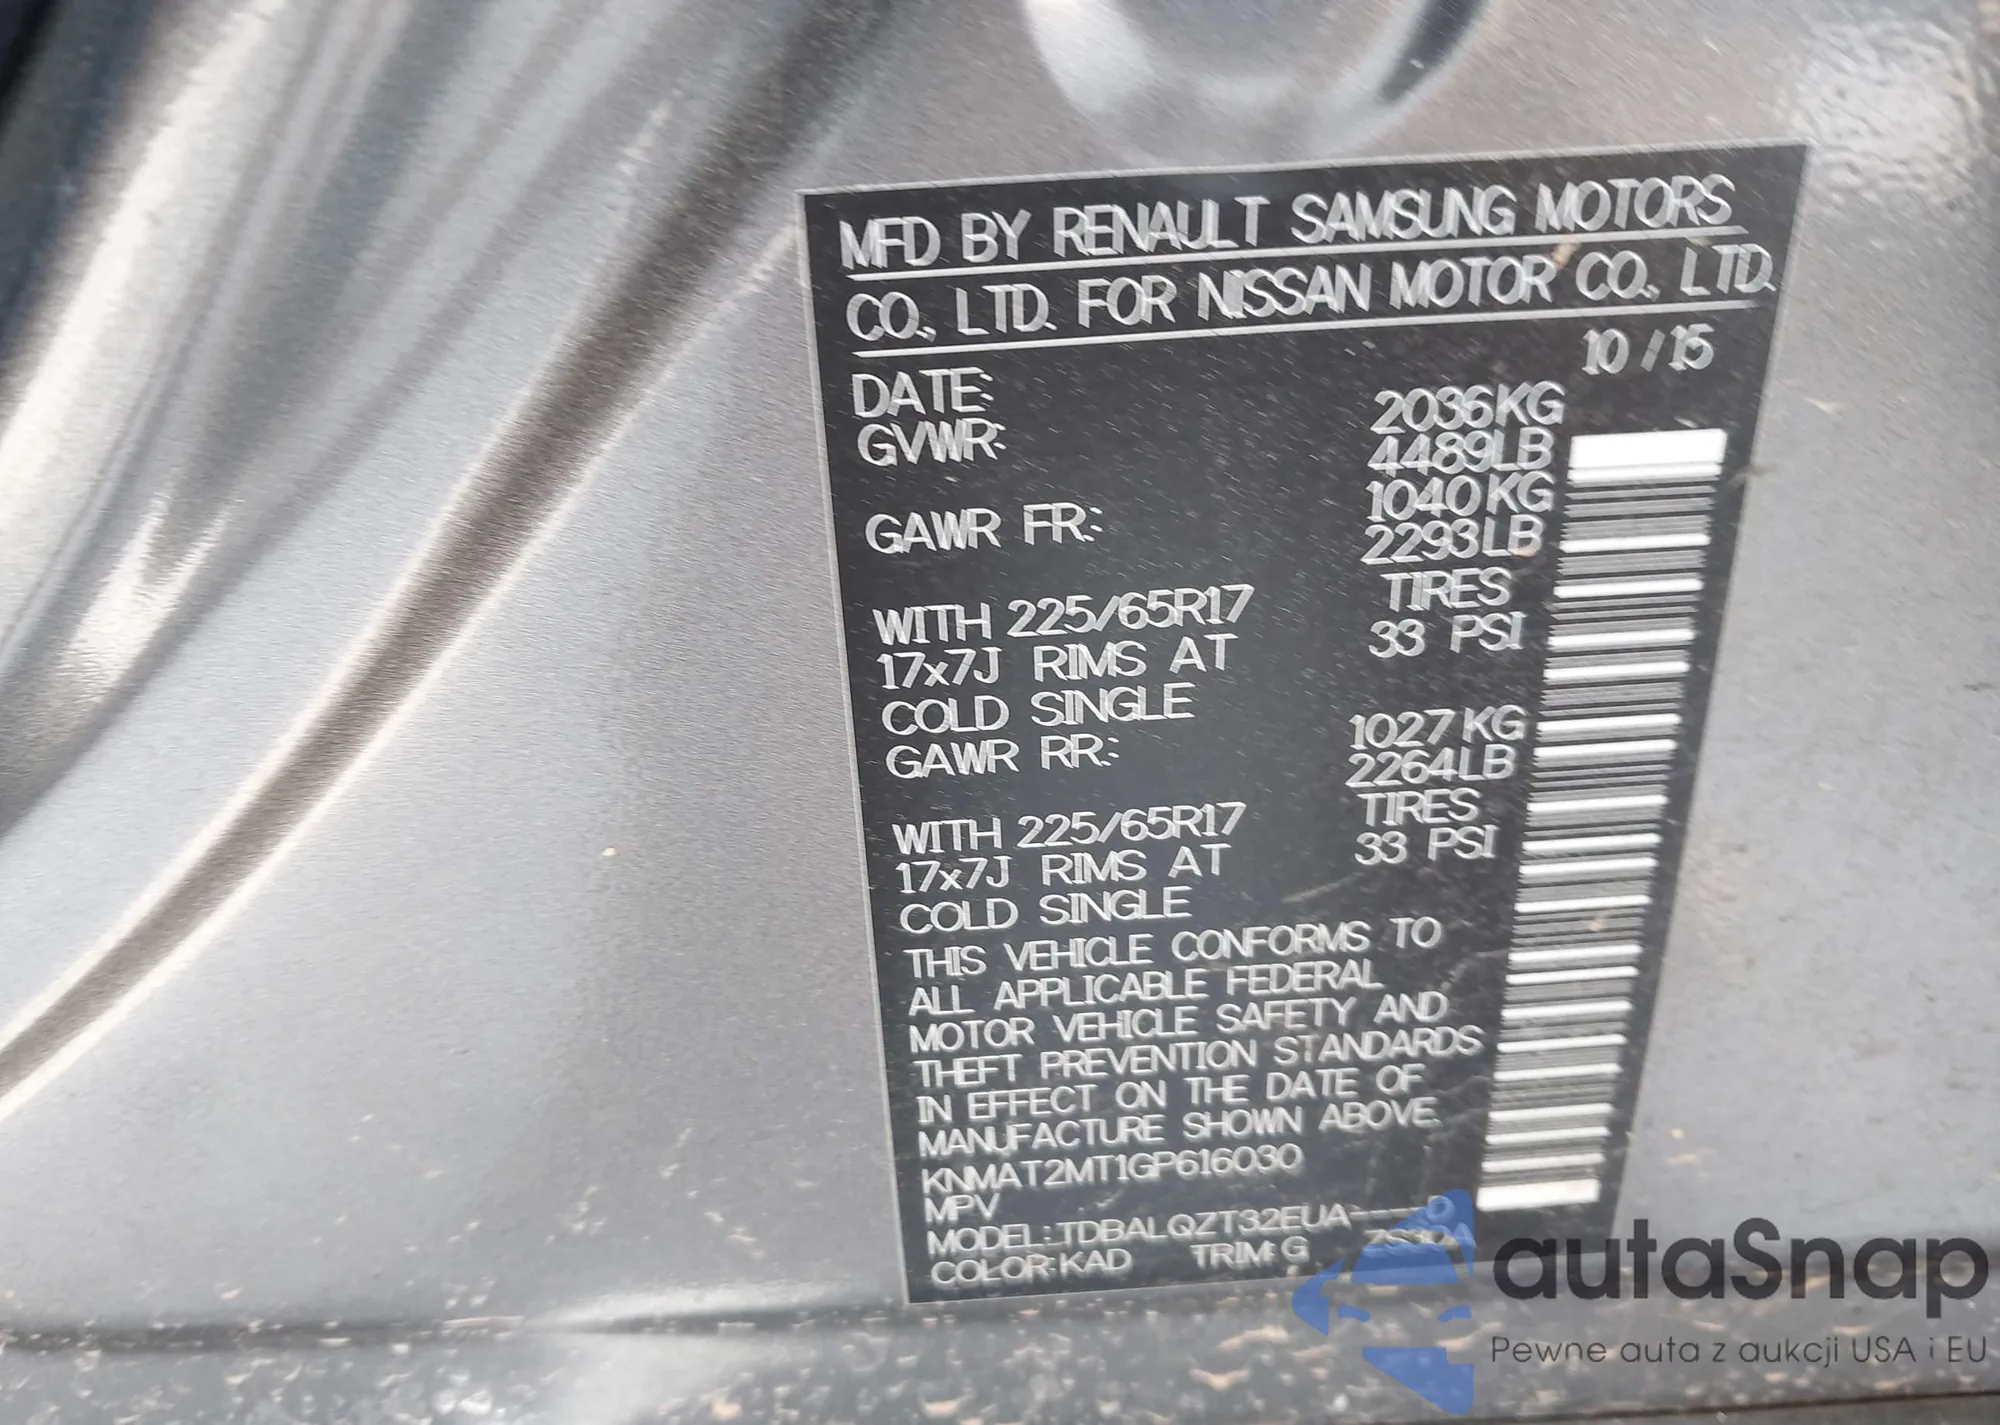 MFD BY RENAULT SAMSUNG MOTORS
CO., LTD. FOR NISSAN MOTOR CO., LTD.
DATE: 10/15
GVWR: 2036KG
4489LB
GAWR FR: 1040KG
2293LB
WITH 225/65R17 TIRES
17x7J RIMS AT 33 PSI
COLD SINGLE
GAWR RR: 1027KG
2264LB
WITH 225/65R17 TIRES
17x7J RIMS AT 33 PSI
COLD SINGLE
THIS VEHICLE CONFORMS TO
ALL APPLICABLE FEDERAL
MOTOR VEHICLE SAFETY AND
THEFT PREVENTION STANDARDS
IN EFFECT ON THE DATE OF
MANUFACTURE SHOWN ABOVE.
KNMAT2MT1GP616030
MPV
MODEL:TDBALQZT32EUA----D
COLOR:KAD TRIM:G
autaSnap
Pewne auta z aukcji USA i EU